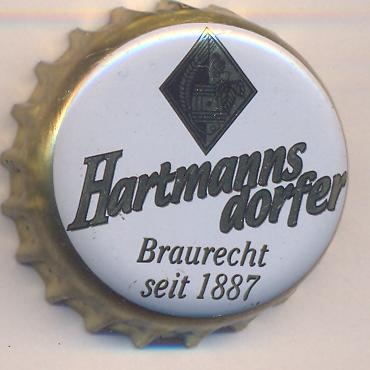 Hartmanns
dorfer
Braurecht
seit 1887